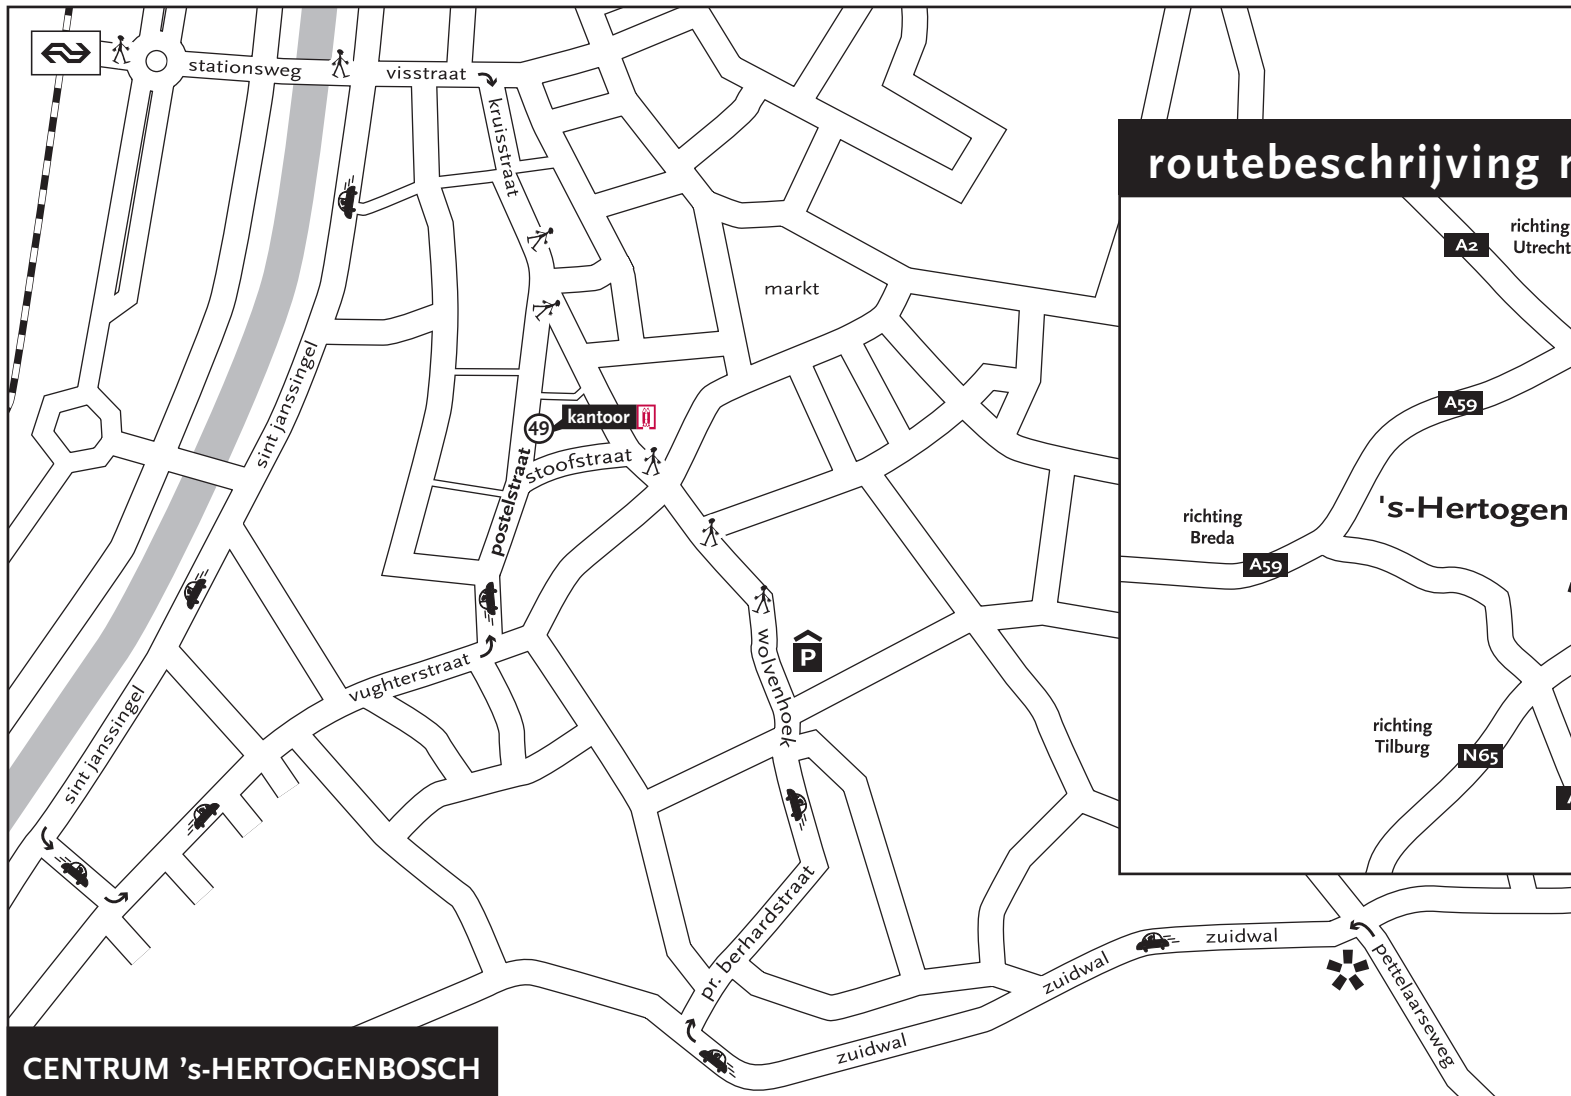 stationsweg
visstraat
kruisstraat
markt
sint janssingel
49
kantoor
stoofstraat
postelstraat
vughterstraat
sint janssingel
P
wolvenhoek
pr. berhardstraat
zuidwal
zuidwal
zuidwal
pettelaarseweg
CENTRUM ’s-HERTOGENBOSCH
routebeschrijving
richting
Utrecht
A2
A59
's-Hertogen
richting
Breda
A59
richting
Tilburg
N65